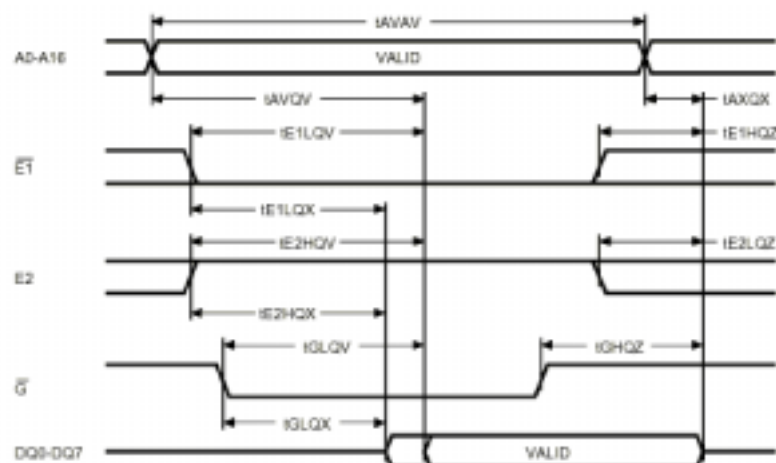 tAVAV
A0-A16 VALID
tAVQV tAXQX
tE1LQV tE1HQZ
E1
tE1LQX
tE2HQV tE2LQZ
E2
tE2HQX
tGLQV tGHQZ
G
tGLQX
DQ0-DQ7 VALID